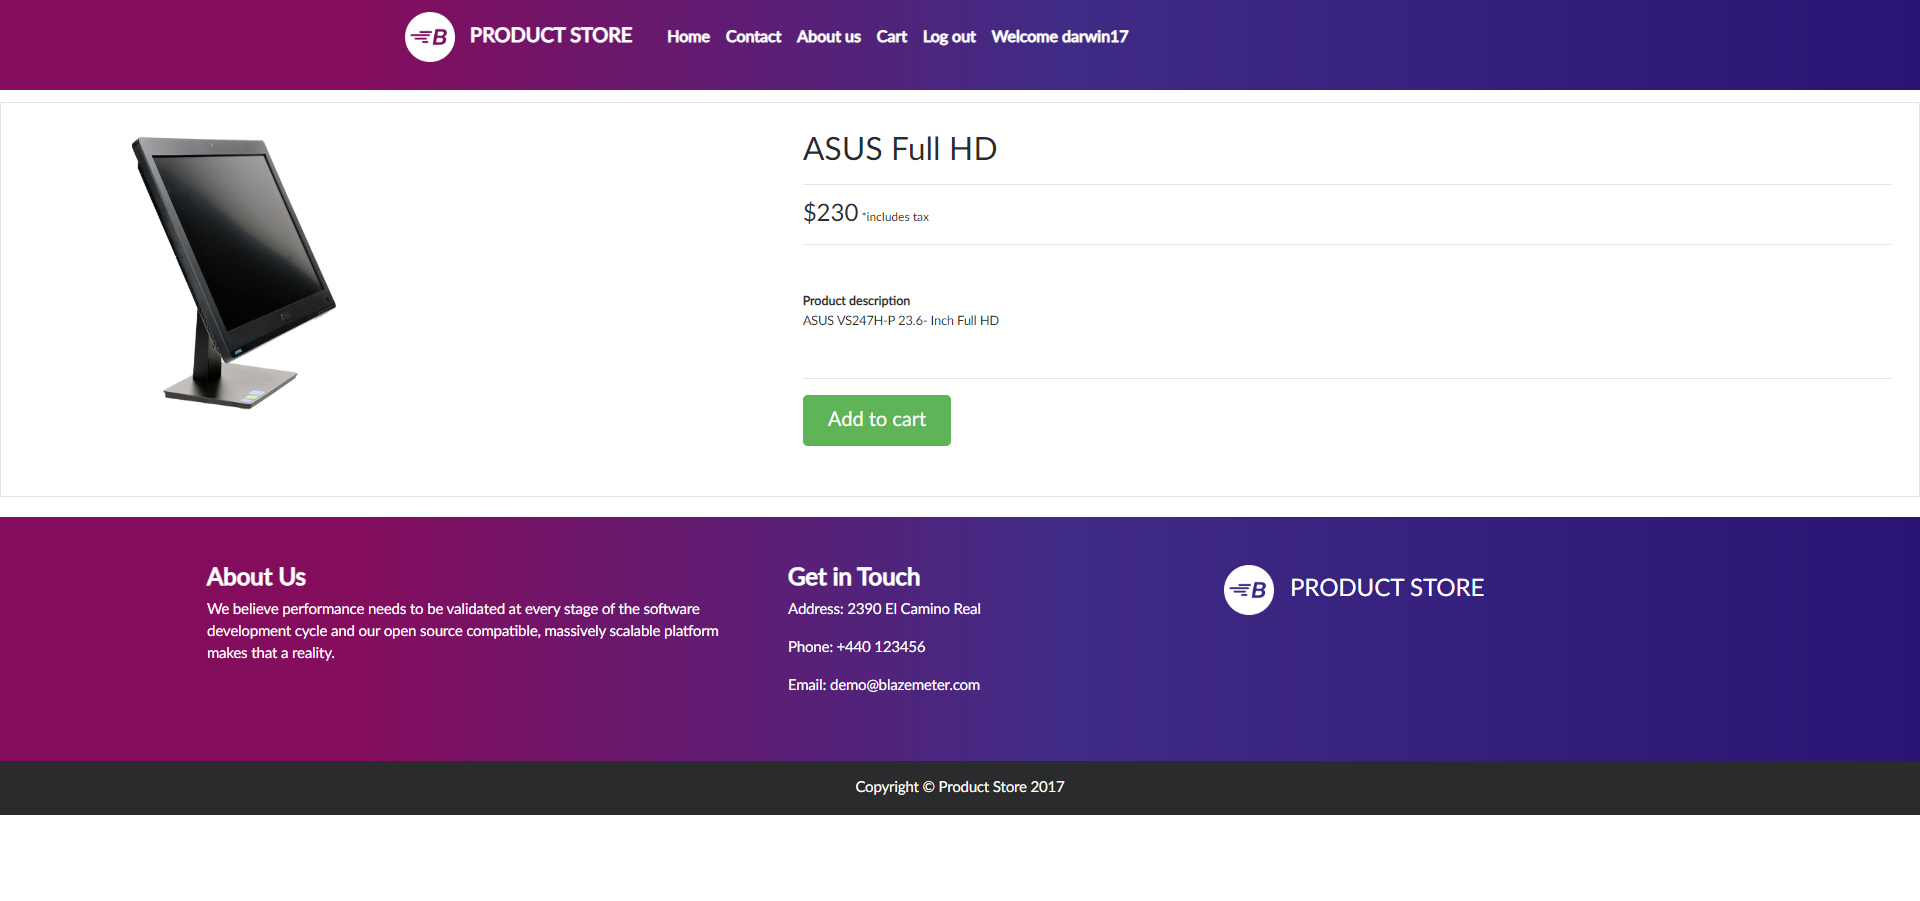 B PRODUCT STORE Home Contact About us Cart Log out Welcome darwin17
ASUS Full HD
$230 *includes tax
Product description
ASUS VS247H-P 23.6- Inch Full HD
Add to cart
About Us
We believe performance needs to be validated at every stage of the software
development cycle and our open source compatible, massively scalable platform
makes that a reality.
Get in Touch
Address: 2390 El Camino Real
Phone: +440 123456
Email: demo@blazemeter.com
B PRODUCT STORE
Copyright © Product Store 2017